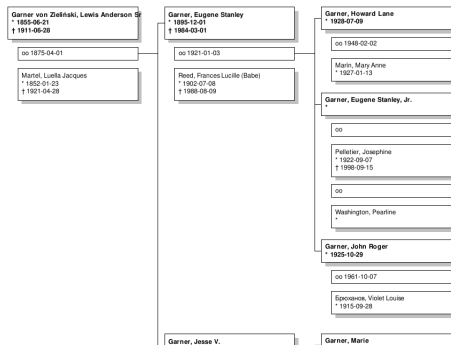 Garner von Zieliński, Lewis Anderson Sr
* 1855-06-21
† 1911-06-28
oo 1875-04-01
Martel, Luella Jacques
* 1852-01-23
† 1921-04-28
Garner, Eugene Stanley
* 1895-12-01
† 1984-03-01
oo 1921-01-03
Reed, Frances Lucille (Babe)
* 1902-07-08
† 1988-08-09
Garner, Jesse V.
Garner, Howard Lane
* 1928-07-09
oo 1948-02-02
Marin, Mary Anne
* 1927-01-13
Garner, Eugene Stanley, Jr.
*
oo
Pelletier, Josephine
* 1922-09-07
† 1998-09-15
oo
Washington, Pearline
*
Garner, John Roger
* 1925-10-29
oo 1961-10-07
Брюханов, Violet Louise
* 1915-09-28
Garner, Marie